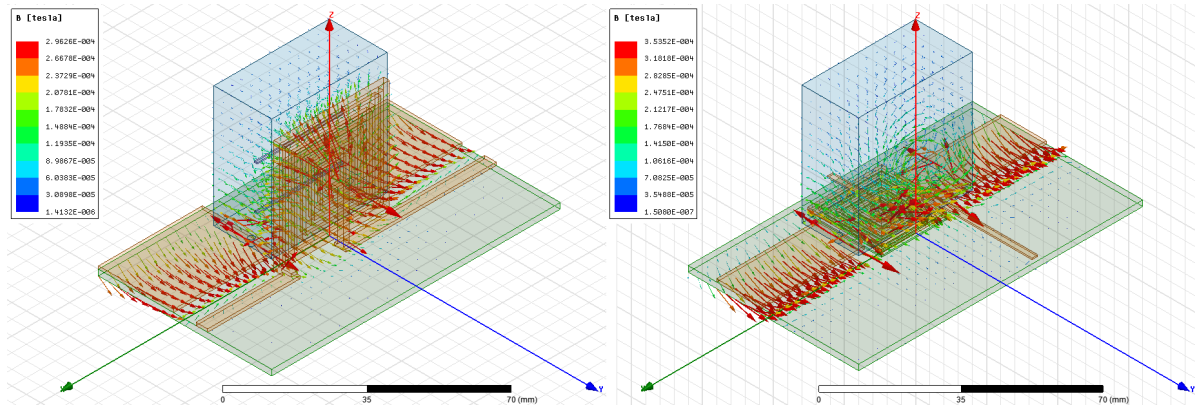 B [tesla]
2.9626E-004
2.6678E-004
2.3729E-004
2.0781E-004
1.7832E-004
1.4884E-004
1.1935E-004
8.9867E-005
6.0383E-005
3.0898E-005
1.4132E-006
Z
X
Y
0
35
70 (mm)
B [tesla]
3.5352E-004
3.1818E-004
2.8285E-004
2.4751E-004
2.1217E-004
1.7684E-004
1.4150E-004
1.0616E-004
7.0825E-005
3.5488E-005
1.5080E-007
Z
X
Y
0
35
70 (mm)